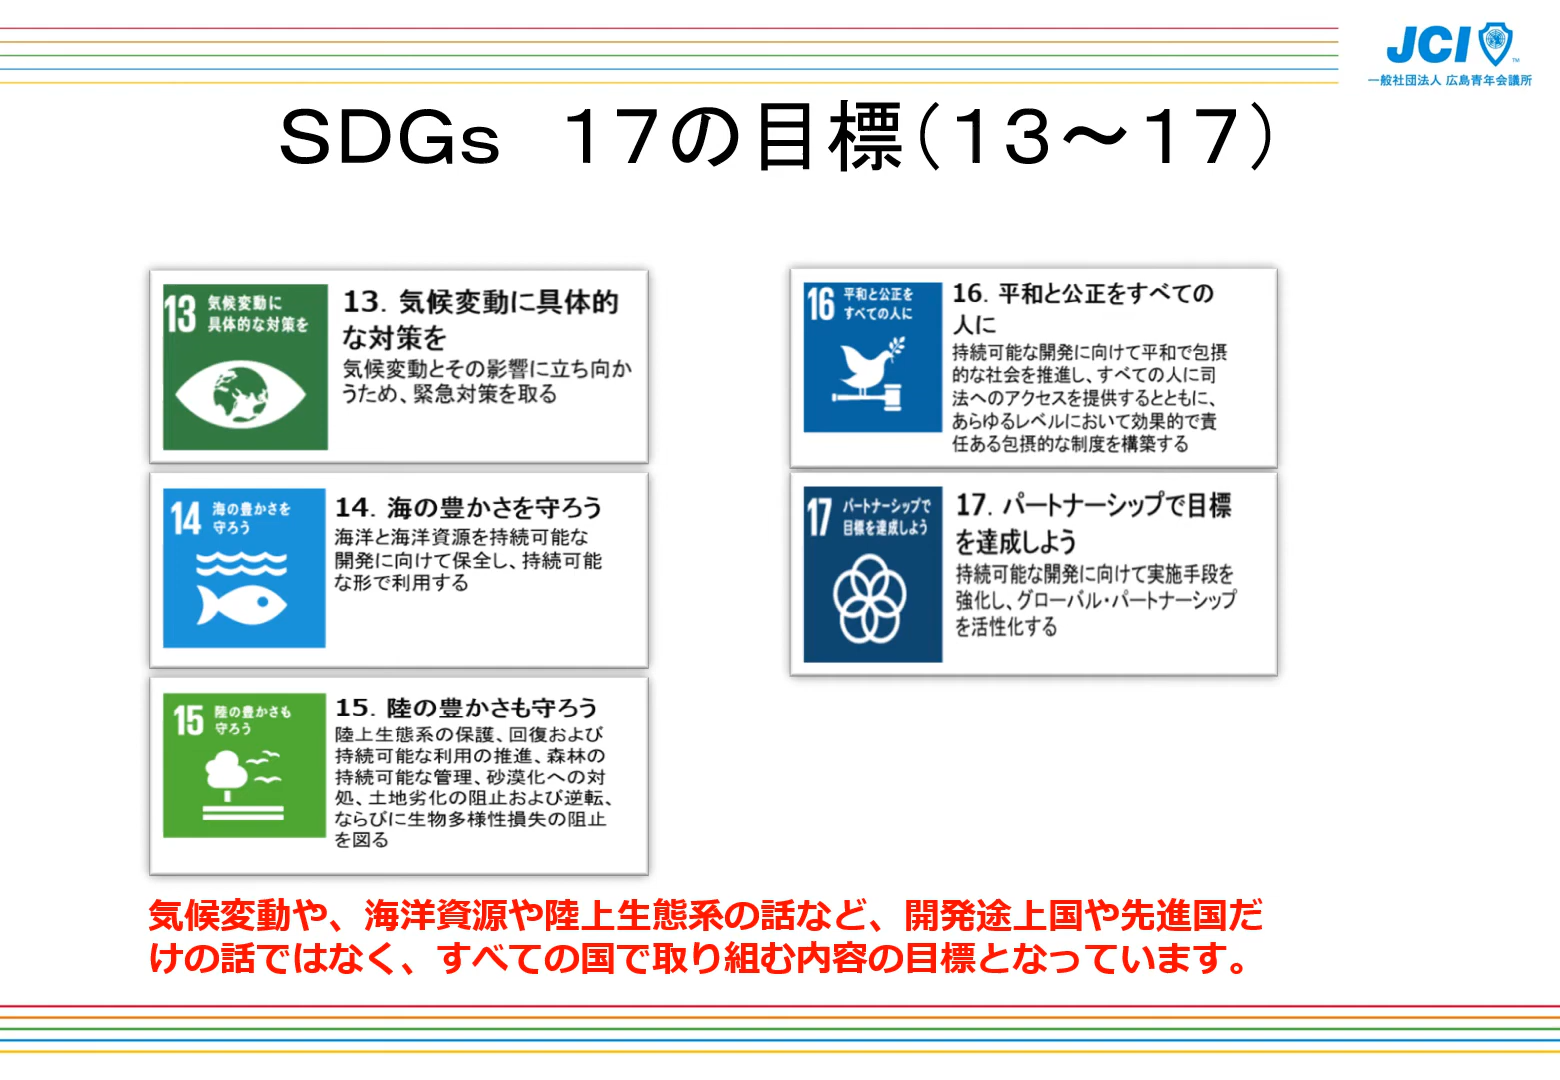 JCI
TM
一般社団法人 広島青年会議所
SDGs　17の目標（13～17）
13 気候変動に
具体的な対策を
13. 気候変動に具体的
な対策を
気候変動とその影響に立ち向か
うため、緊急対策を取る
14 海の豊かさを
守ろう
14. 海の豊かさを守ろう
海洋と海洋資源を持続可能な
開発に向けて保全し、持続可能
な形で利用する
15 陸の豊かさも
守ろう
15. 陸の豊かさも守ろう
陸上生態系の保護、回復および
持続可能な利用の推進、森林の
持続可能な管理、砂漠化への対
処、土地劣化の阻止および逆転、
ならびに生物多様性損失の阻止
を図る
16 平和と公正を
すべての人に
16. 平和と公正をすべての
人に
持続可能な開発に向けて平和で包摂
的な社会を推進し、すべての人に司
法へのアクセスを提供するとともに、
あらゆるレベルにおいて効果的で責
任ある包摂的な制度を構築する
17 パートナーシップで
目標を達成しよう
17. パートナーシップで目標
を達成しよう
持続可能な開発に向けて実施手段を
強化し、グローバル・パートナーシップ
を活性化する
気候変動や、海洋資源や陸上生態系の話など、開発途上国や先進国だ
けの話ではなく、すべての国で取り組む内容の目標となっています。